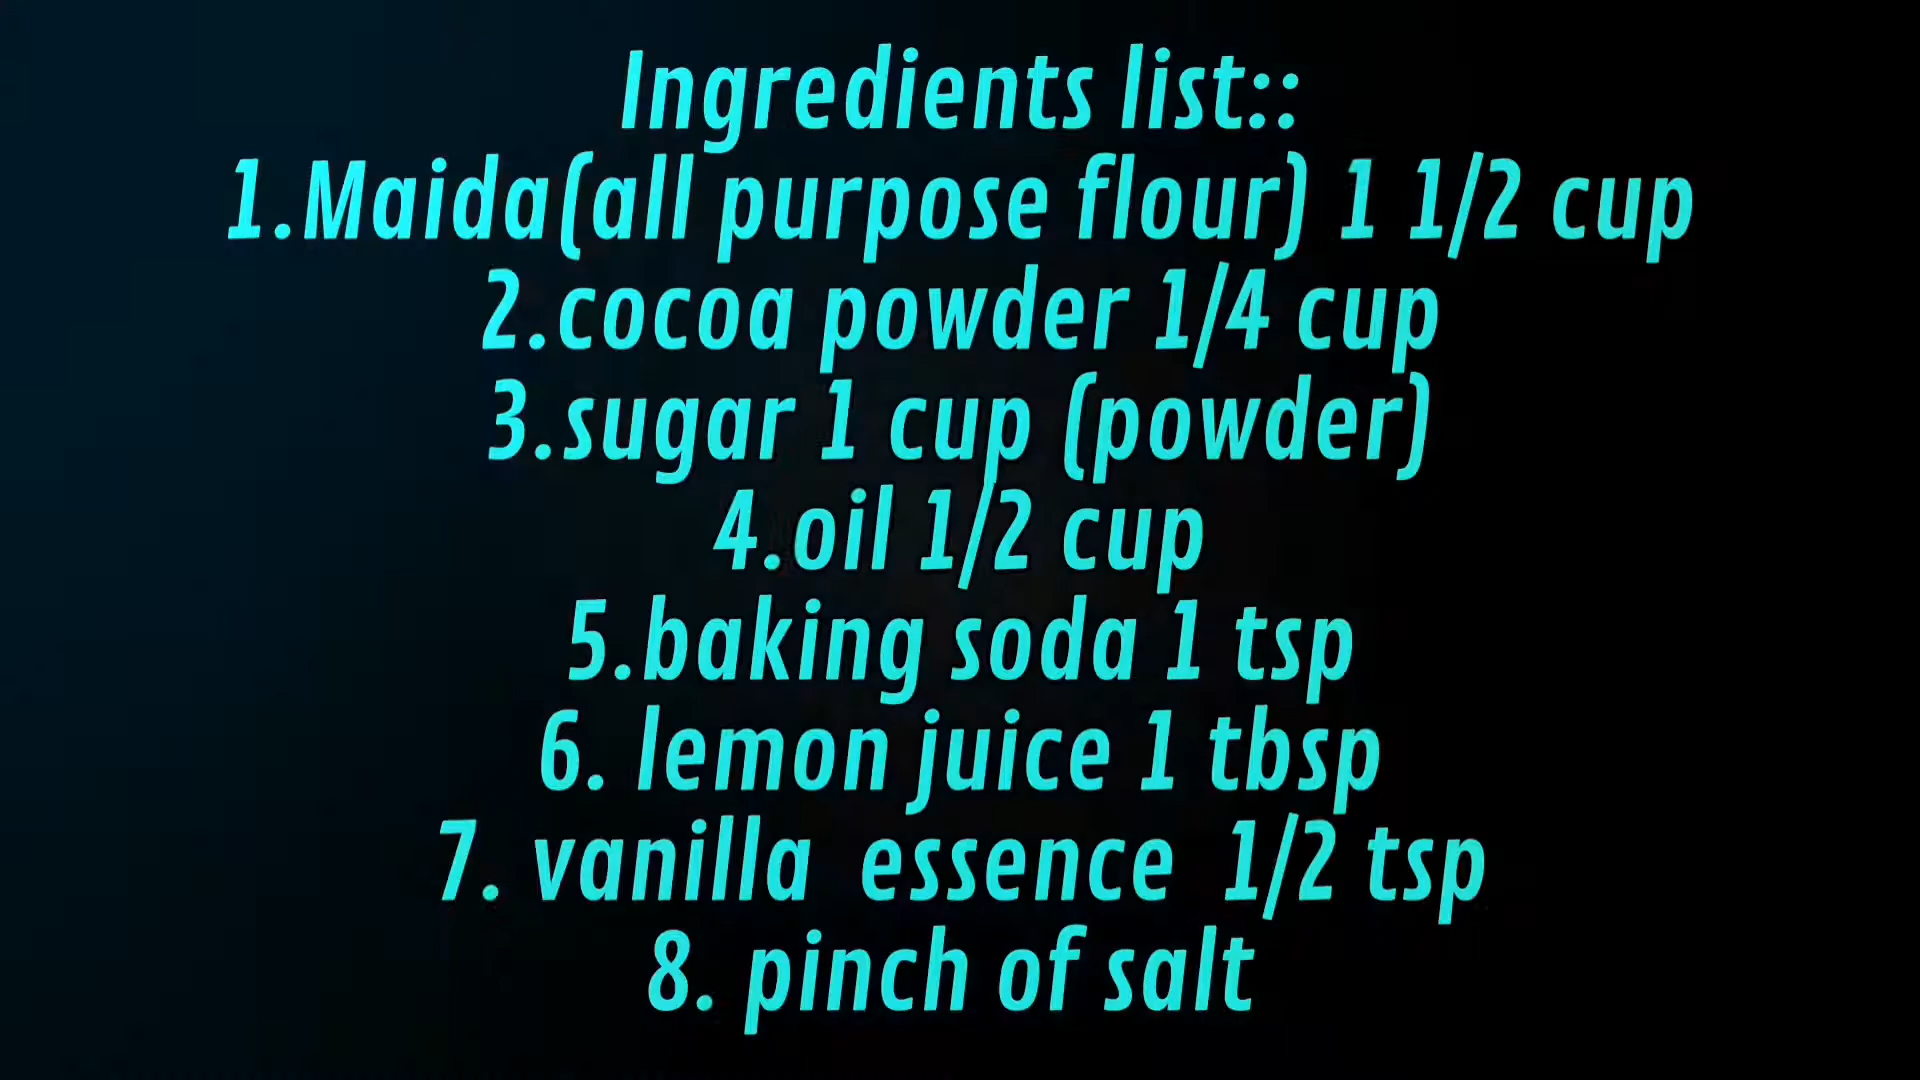 Ingredients list::
1.Maida(all purpose flour) 1 1/2 cup
2.cocoa powder 1/4 cup
3.sugar 1 cup (powder)
4.oil 1/2 cup
5.baking soda 1 tsp
6. lemon juice 1 tbsp
7. vanilla  essence  1/2 tsp
8. pinch of salt